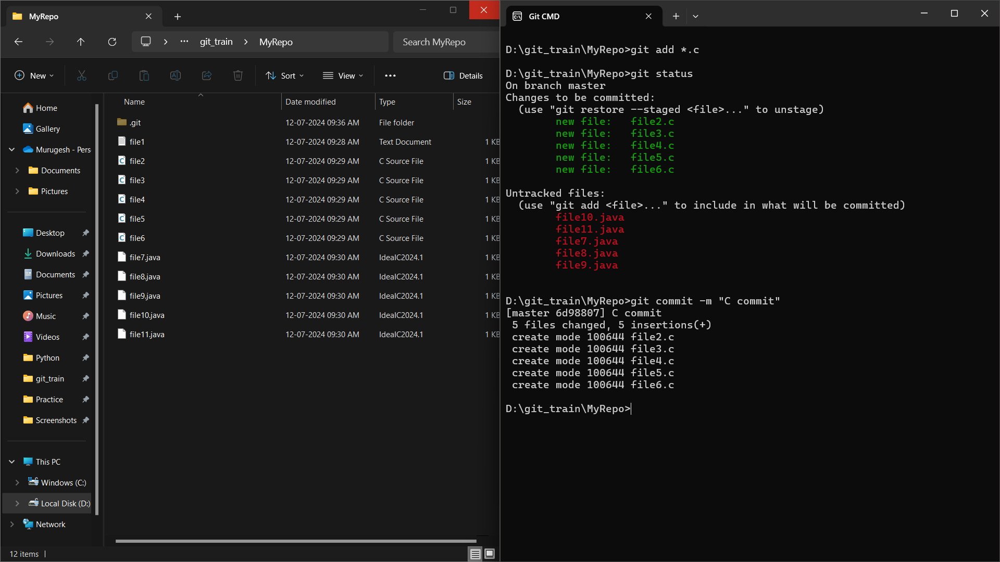 MyRepo
git_train > MyRepo
Search MyRepo
New
Sort
View
Details
Name Date modified Type Size
.git 12-07-2024 09:36 AM File folder
file1 12-07-2024 09:28 AM Text Document 1 KB
file2 12-07-2024 09:29 AM C Source File 1 KB
file3 12-07-2024 09:29 AM C Source File 1 KB
file4 12-07-2024 09:29 AM C Source File 1 KB
file5 12-07-2024 09:29 AM C Source File 1 KB
file6 12-07-2024 09:29 AM C Source File 1 KB
file7.java 12-07-2024 09:30 AM IdeaIC2024.1 1 KB
file8.java 12-07-2024 09:30 AM IdeaIC2024.1 1 KB
file9.java 12-07-2024 09:30 AM IdeaIC2024.1 1 KB
file10.java 12-07-2024 09:30 AM IdeaIC2024.1 1 KB
file11.java 12-07-2024 09:30 AM IdeaIC2024.1 1 KB
Home
Gallery
Murugesh - Pers
Documents
Pictures
Desktop
Downloads
Documents
Pictures
Music
Videos
Python
git_train
Practice
Screenshots
This PC
Windows (C:)
Local Disk (D:)
Network
12 items
Git CMD
D:\git_train\MyRepo>git add *.c
D:\git_train\MyRepo>git status
On branch master
Changes to be committed:
(use "git restore --staged <file>..." to unstage)
new file: file2.c
new file: file3.c
new file: file4.c
new file: file5.c
new file: file6.c
Untracked files:
(use "git add <file>..." to include in what will be committed)
file10.java
file11.java
file7.java
file8.java
file9.java
D:\git_train\MyRepo>git commit -m "C commit"
[master 6d98807] C commit
5 files changed, 5 insertions(+)
create mode 100644 file2.c
create mode 100644 file3.c
create mode 100644 file4.c
create mode 100644 file5.c
create mode 100644 file6.c
D:\git_train\MyRepo>